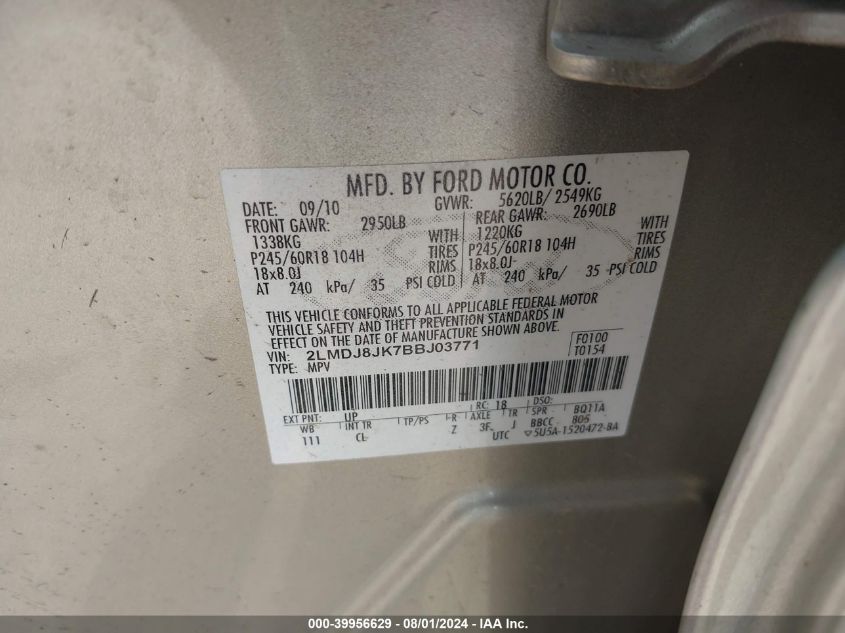 MFD. BY FORD MOTOR CO.
DATE: 09/10 GVWR: 5620LB/ 2549KG
FRONT GAWR: 2950LB REAR GAWR: 2690LB
1338KG WITH 1220KG WITH
P245/60R18 104H TIRES P245/60R18 104H TIRES
18x8.0J RIMS 18x8.0J RIMS
AT 240 kPa/ 35 PSI COLD AT 240 kPa/ 35 PSI COLD
THIS VEHICLE CONFORMS TO ALL APPLICABLE FEDERAL MOTOR
VEHICLE SAFETY AND THEFT PREVENTION STANDARDS IN
EFFECT ON THE DATE OF MANUFACTURE SHOWN ABOVE.
VIN: 2LMDJ8JK7BBJ03771 F0100
TYPE: MPV T0154
EXT PNT: UP RC: 18 DSO:
WB INT TR TP/PS R AXLE TR SPR BQ11A
111 CL Z 3F J BBCC 805
UTC ▽5U5A-1520472-BA
000-39956629 - 08/01/2024 - IAA Inc.